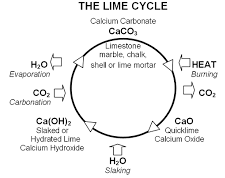 THE LIME CYCLE
Calcium Carbonate
CaCO₃
Limestone
marble, chalk,
shell or lime mortar
H₂O
Evaporation
HEAT
Burning
CO₂
Carbonation
CO₂
Ca(OH)₂
Slaked or
Hydrated Lime
Calcium Hydroxide
CaO
Quicklime
Calcium Oxide
H₂O
Slaking